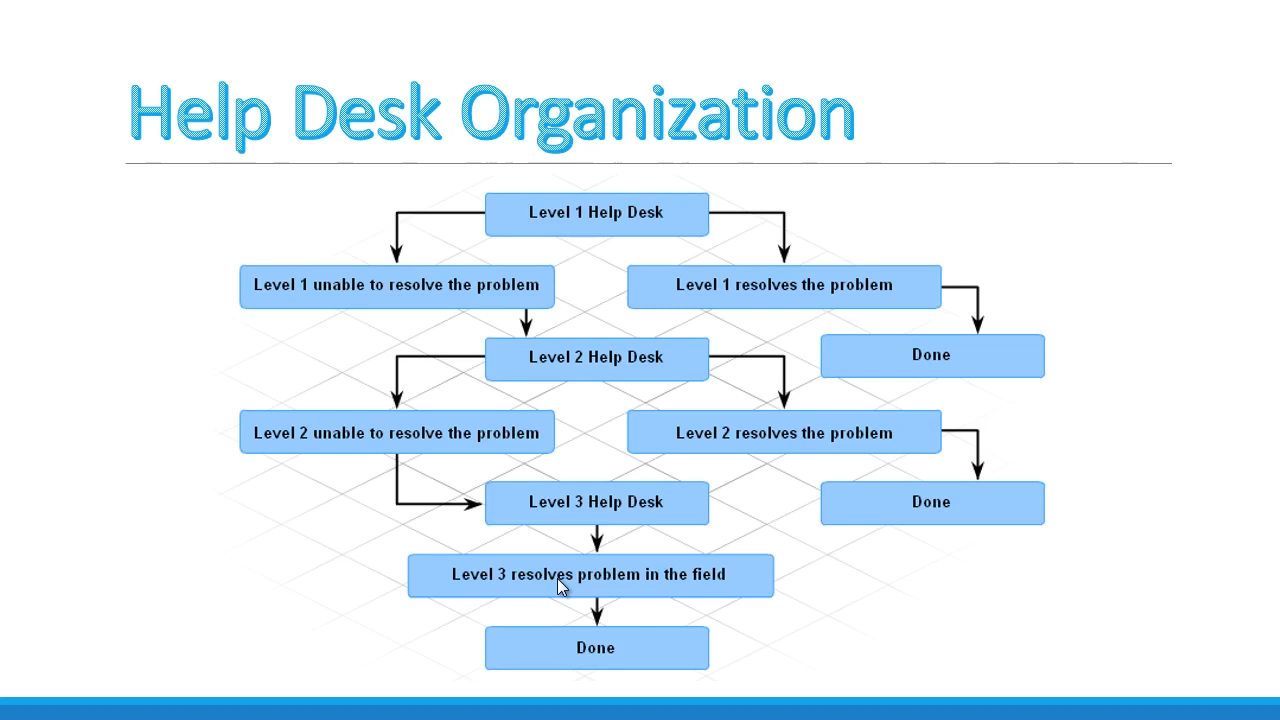 Help Desk Organization
Level 1 Help Desk
Level 1 unable to resolve the problem
Level 1 resolves the problem
Done
Level 2 Help Desk
Level 2 unable to resolve the problem
Level 2 resolves the problem
Done
Level 3 Help Desk
Level 3 resolves problem in the field
Done